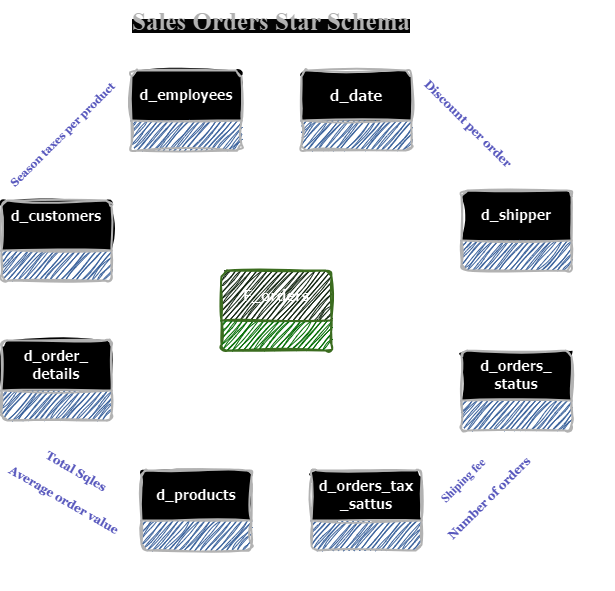 Sales Orders Star Schema
d_employees
d_date
Season taxes per product
Discount per order
d_customers
d_shipper
F_orders
d_order_
details
d_orders_
status
Total Sqles
Average order value
d_products
d_orders_tax
_sattus
Shiping fee
Number of orders